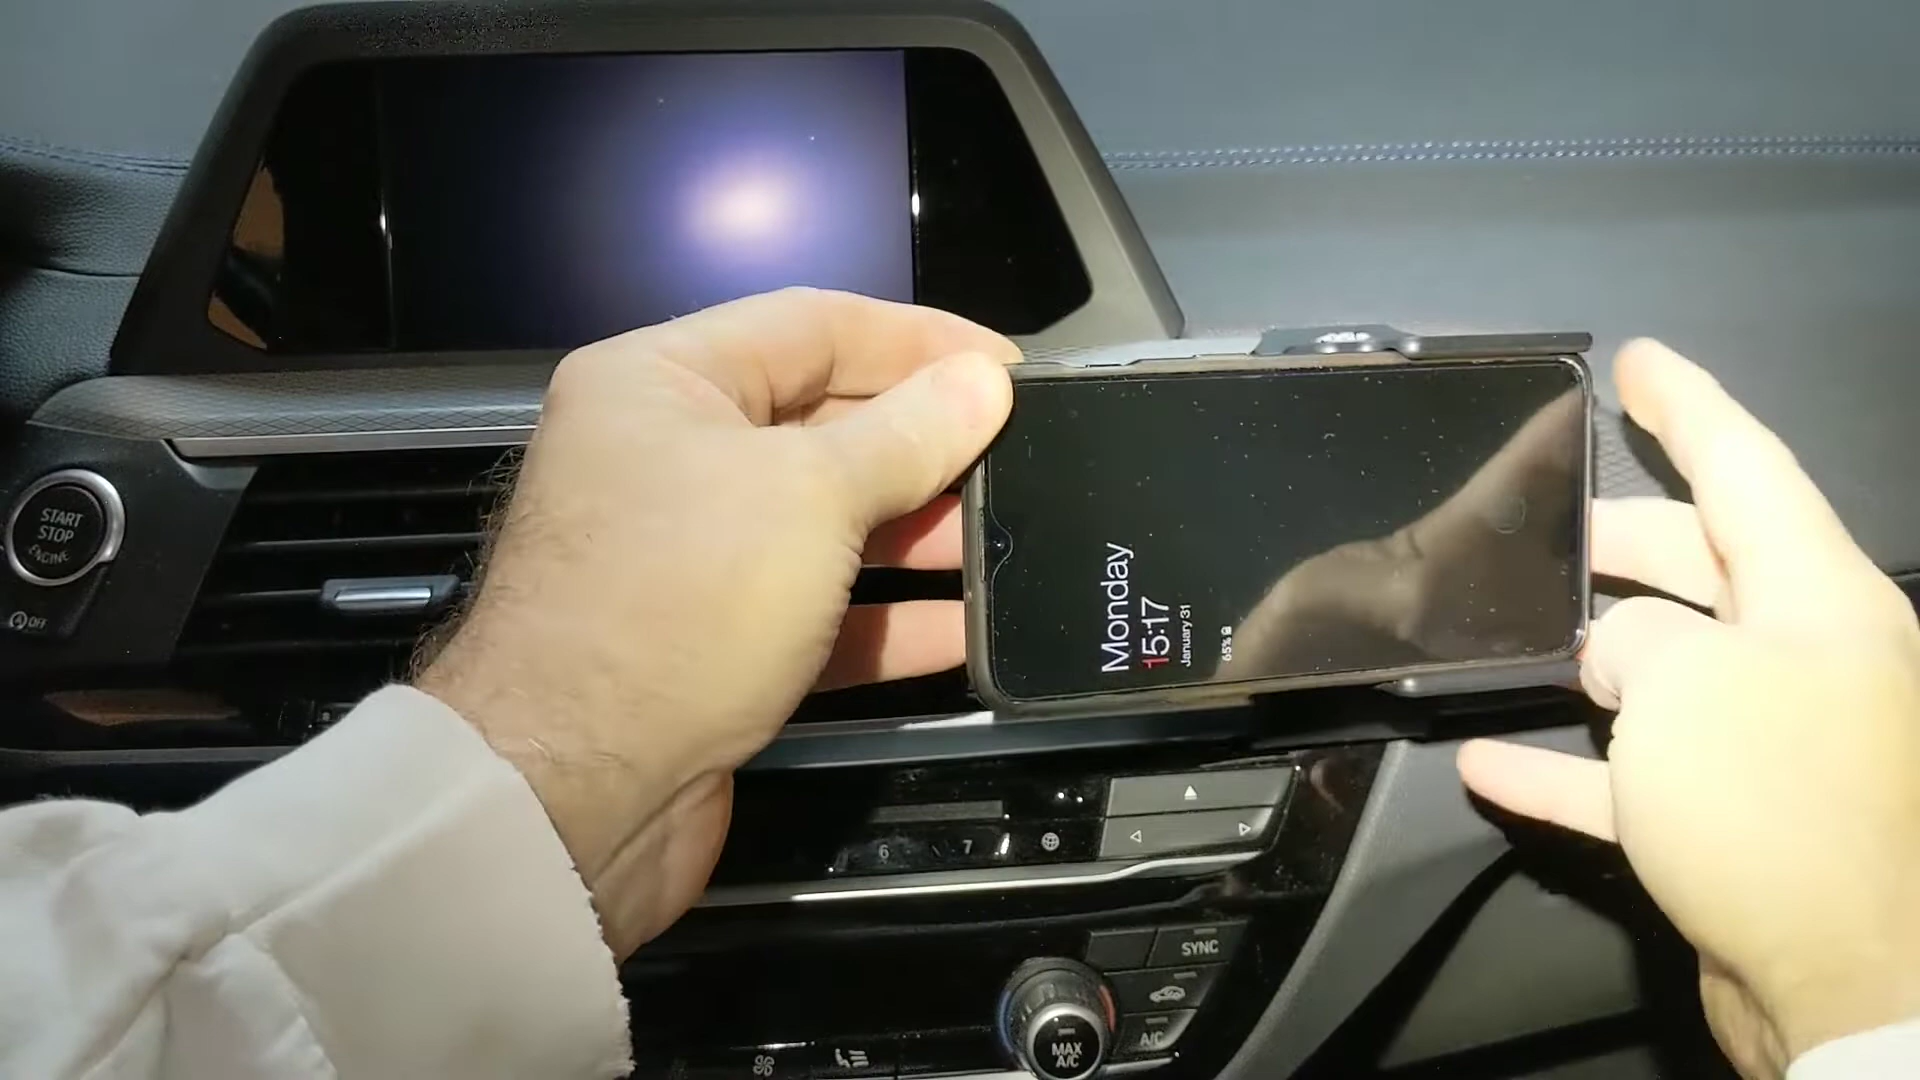 START
STOP
ENGINE
OFF
Monday
15:17
January 31
65%
6
7
SYNC
A/C
MAX
A/C